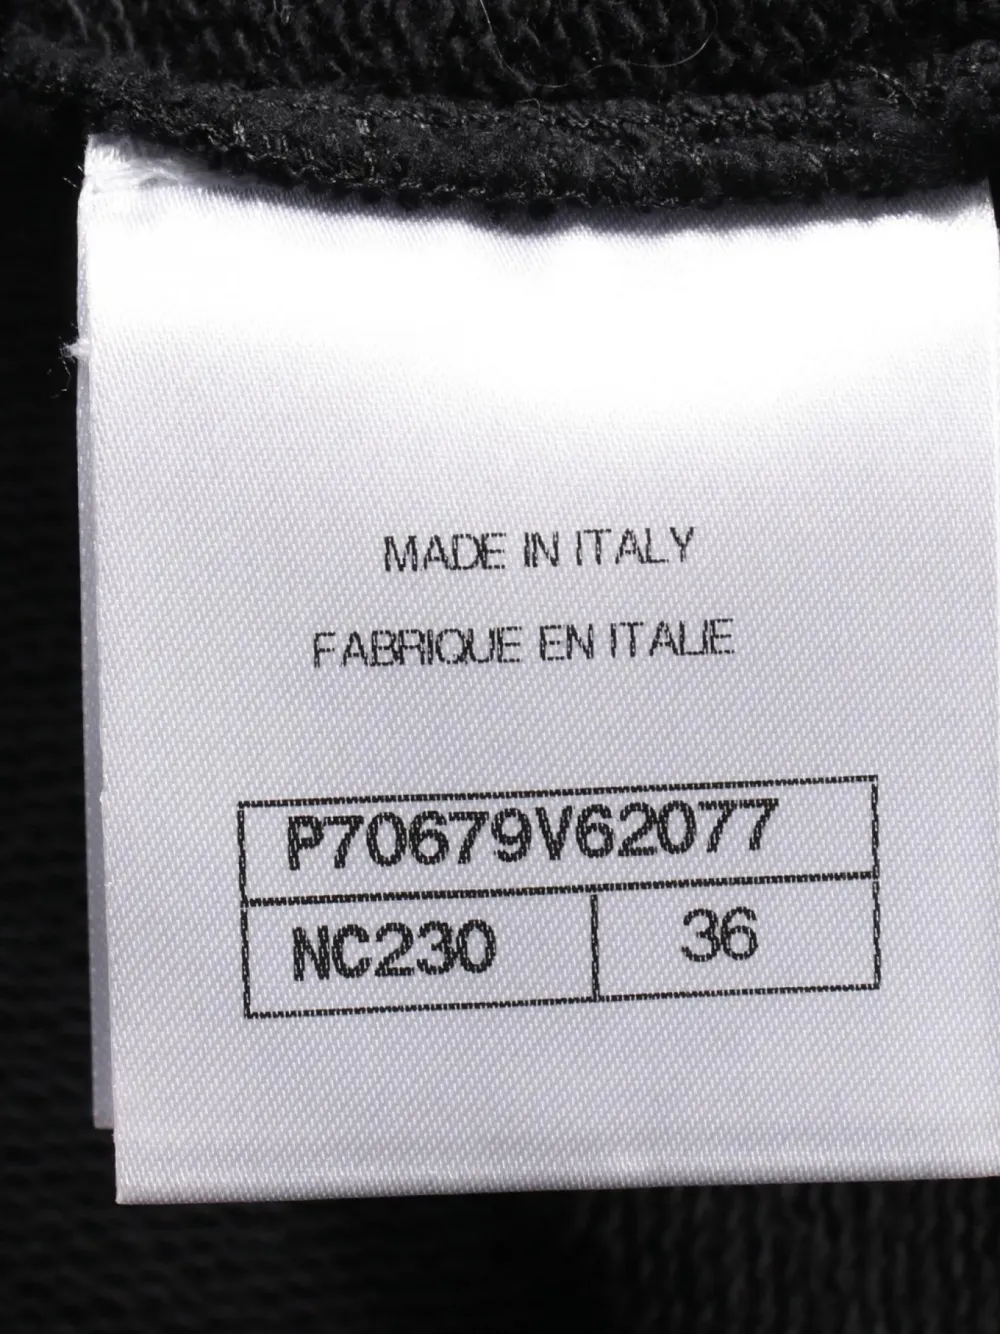 MADE IN ITALY
FABRIQUE EN ITALIE
P70679V62077
NC230 36